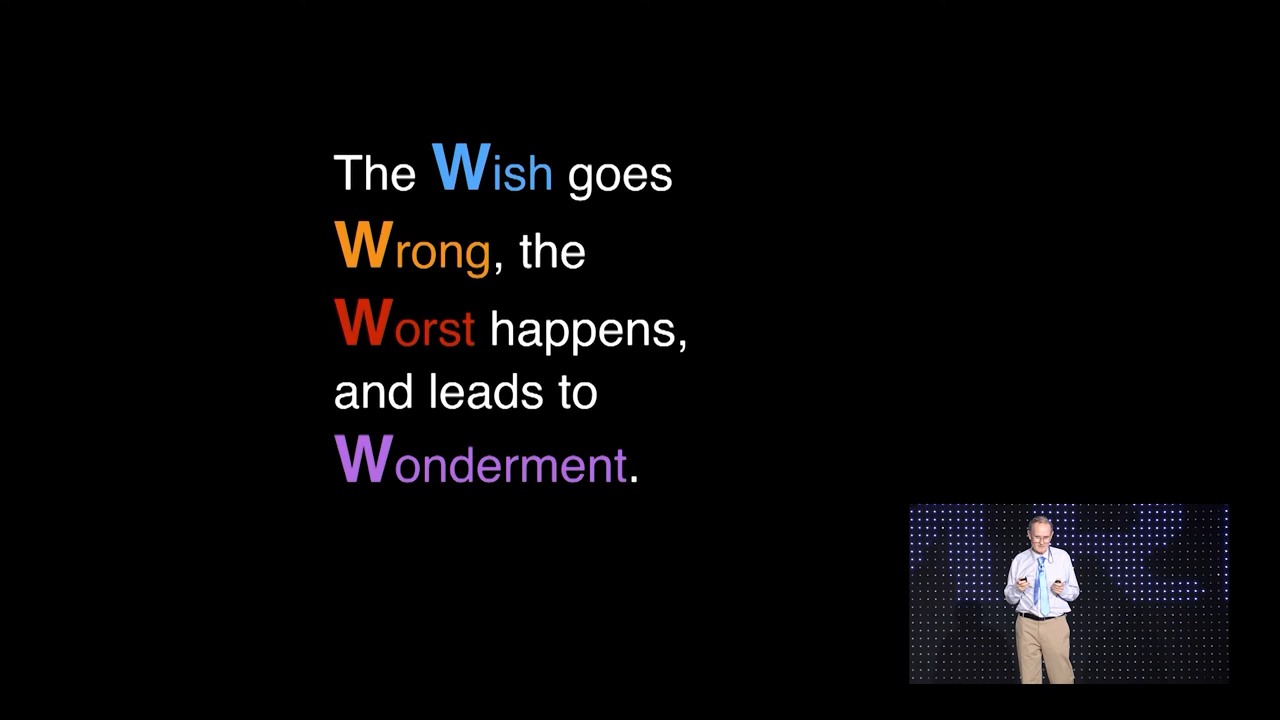 The Wish goes
Wrong, the
Worst happens,
and leads to
Wonderment.